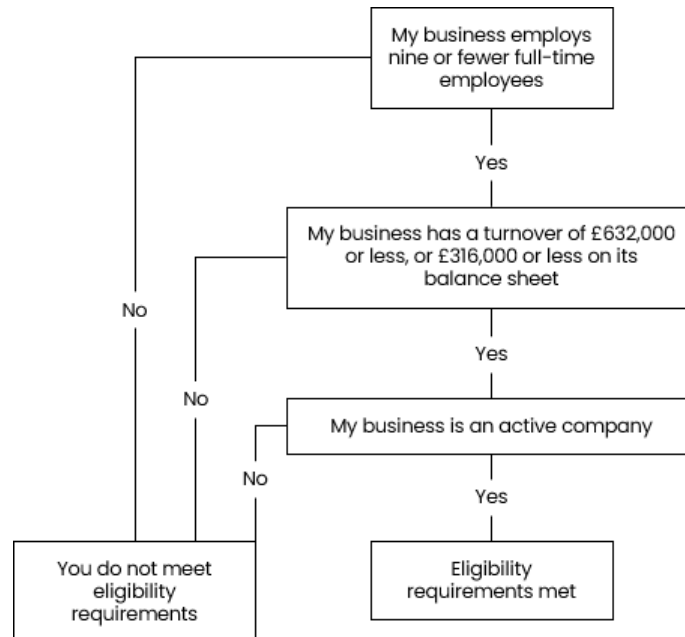 My business employs
nine or fewer full-time
employees
Yes
My business has a turnover of £632,000
or less, or £316,000 or less on its
balance sheet
No
Yes
No
My business is an active company
No
Yes
You do not meet
eligibility
requirements
Eligibility
requirements met